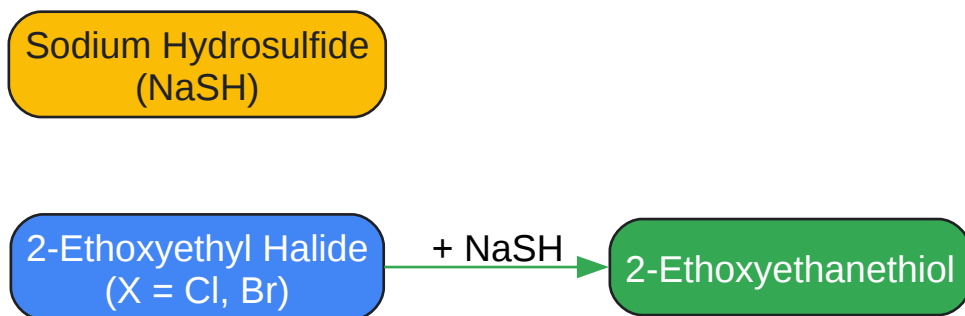 Sodium Hydrosulfide
(NaSH)
2-Ethoxyethyl Halide
(X = Cl, Br)
+ NaSH
2-Ethoxyethanethiol